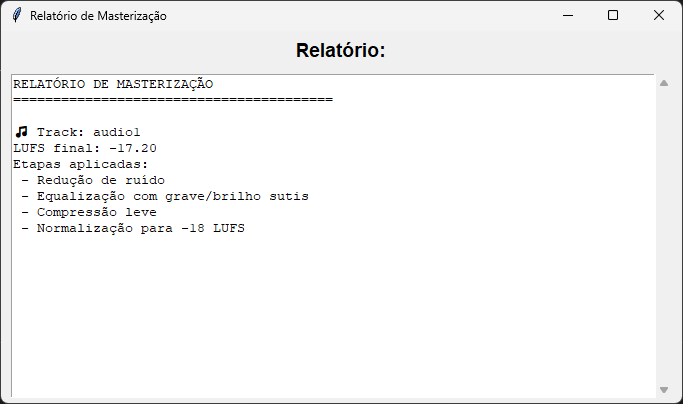 Relatório de Masterização
Relatório:
RELATÓRIO DE MASTERIZAÇÃO
========================================
🎵 Track: audio1
LUFS final: -17.20
Etapas aplicadas:
- Redução de ruído
- Equalização com grave/brilho sutis
- Compressão leve
- Normalização para -18 LUFS